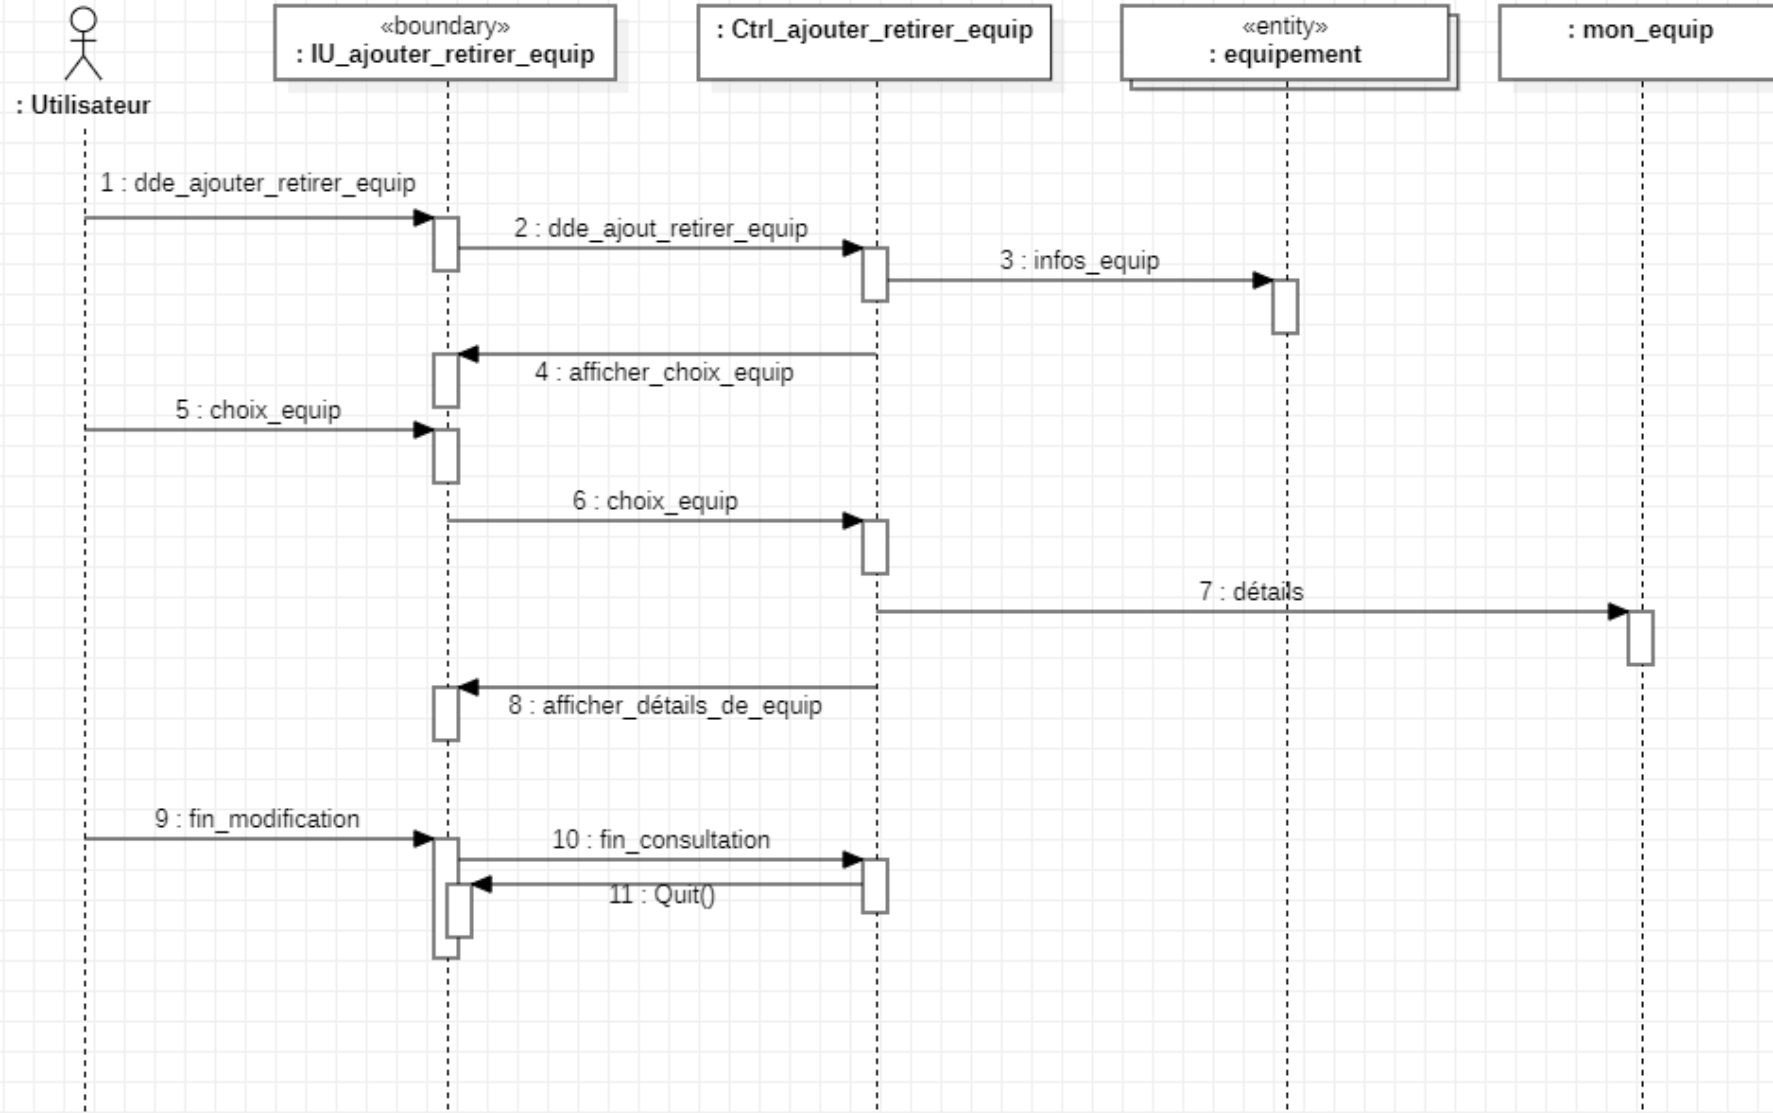 «boundary»
: IU_ajouter_retirer_equip
: Ctrl_ajouter_retirer_equip
«entity»
: equipement
: mon_equip
: Utilisateur
1 : dde_ajouter_retirer_equip
2 : dde_ajout_retirer_equip
3 : infos_equip
4 : afficher_choix_equip
5 : choix_equip
6 : choix_equip
7 : détails
8 : afficher_détails_de_equip
9 : fin_modification
10 : fin_consultation
11 : Quit()